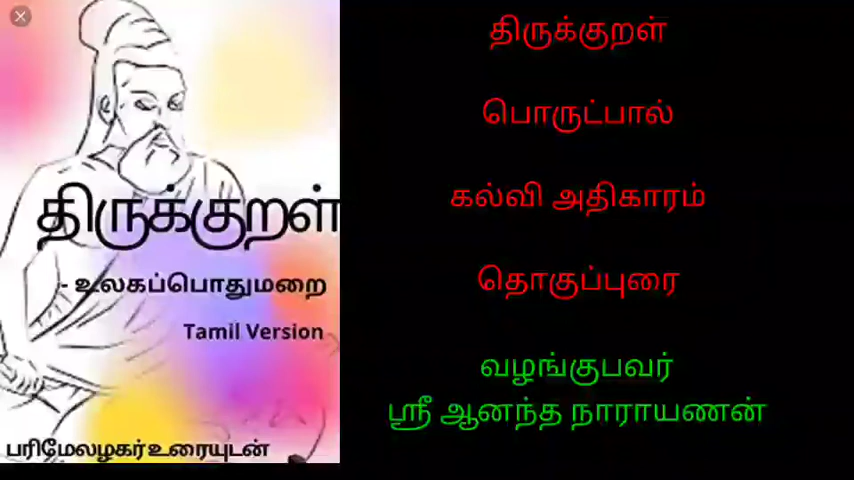 திருக்குறள்
- உலகப்பொதுமறை
Tamil Version
பரிமேலழகர் உரையுடன்
திருக்குறள்
பொருட்பால்
கல்வி அதிகாரம்
தொகுப்புரை
வழங்குபவர்
ஸ்ரீ ஆனந்த நாராயணன்